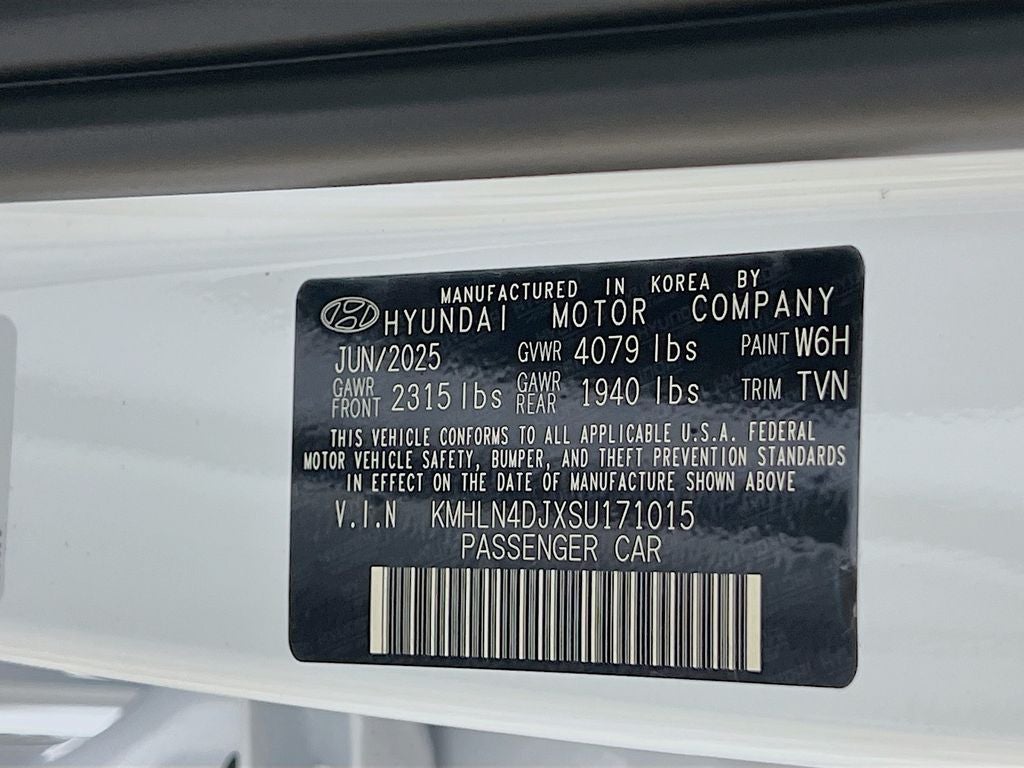 MANUFACTURED IN KOREA BY
HYUNDAI MOTOR COMPANY
JUN/2025 GVWR 4079 lbs PAINT W6H
GAWR FRONT 2315 lbs GAWR REAR 1940 lbs TRIM TVN
THIS VEHICLE CONFORMS TO ALL APPLICABLE U.S.A. FEDERAL
MOTOR VEHICLE SAFETY, BUMPER, AND THEFT PREVENTION STANDARDS
IN EFFECT ON THE DATE OF MANUFACTURE SHOWN ABOVE
V.I.N KMHLN4DJXSU171015
PASSENGER CAR